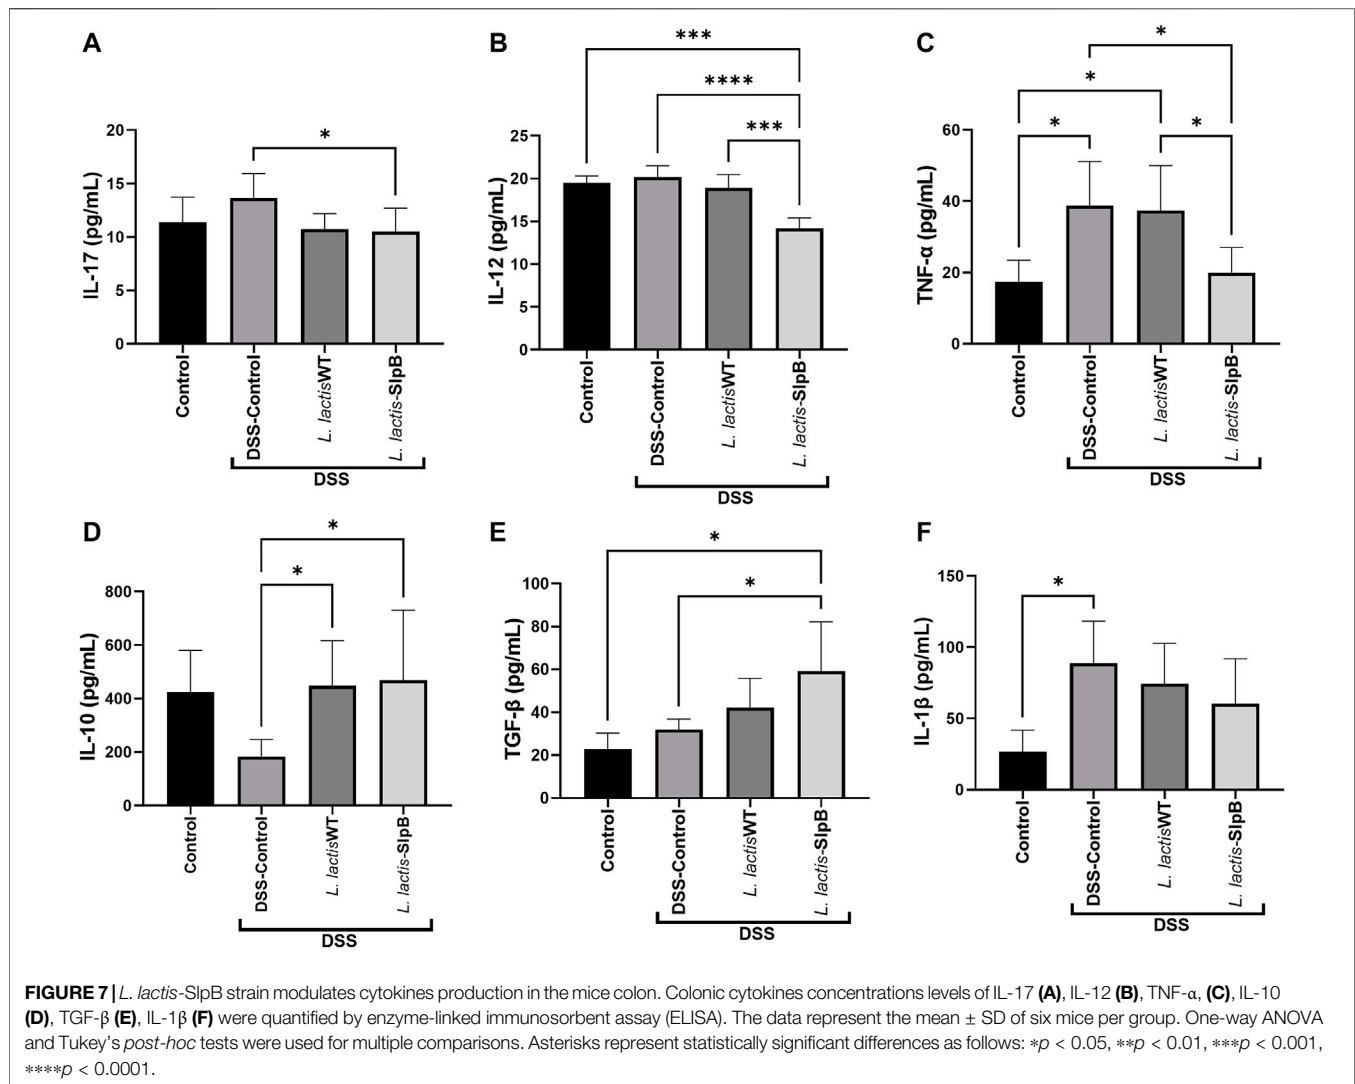 A
*
20
15
10
5
0
IL-17 (pg/mL)
Control
DSS-Control
L. lactisWT
L. lactis-SlpB
DSS
B
***
****
***
25
20
15
10
5
0
IL-12 (pg/mL)
Control
DSS-Control
L. lactisWT
L. lactis-SlpB
DSS
C
*
*
*
*
60
40
20
0
TNF-α (pg/mL)
Control
DSS-Control
L. lactisWT
L. lactis-SlpB
DSS
D
*
*
800
600
400
200
0
IL-10 (pg/mL)
Control
DSS-Control
L. lactisWT
L. lactis-SlpB
DSS
E
*
*
100
80
60
40
20
0
TGF-β (pg/mL)
Control
DSS-Control
L. lactisWT
L. lactis-SlpB
DSS
F
*
150
100
50
0
IL-1β (pg/mL)
Control
DSS-Control
L. lactisWT
L. lactis-SlpB
DSS
FIGURE 7 | L. lactis-SlpB strain modulates cytokines production in the mice colon. Colonic cytokines concentrations levels of IL-17 (A), IL-12 (B), TNF-α, (C), IL-10
(D), TGF-β (E), IL-1β (F) were quantified by enzyme-linked immunosorbent assay (ELISA). The data represent the mean ± SD of six mice per group. One-way ANOVA
and Tukey's post-hoc tests were used for multiple comparisons. Asterisks represent statistically significant differences as follows: *p < 0.05, **p < 0.01, ***p < 0.001,
****p < 0.0001.